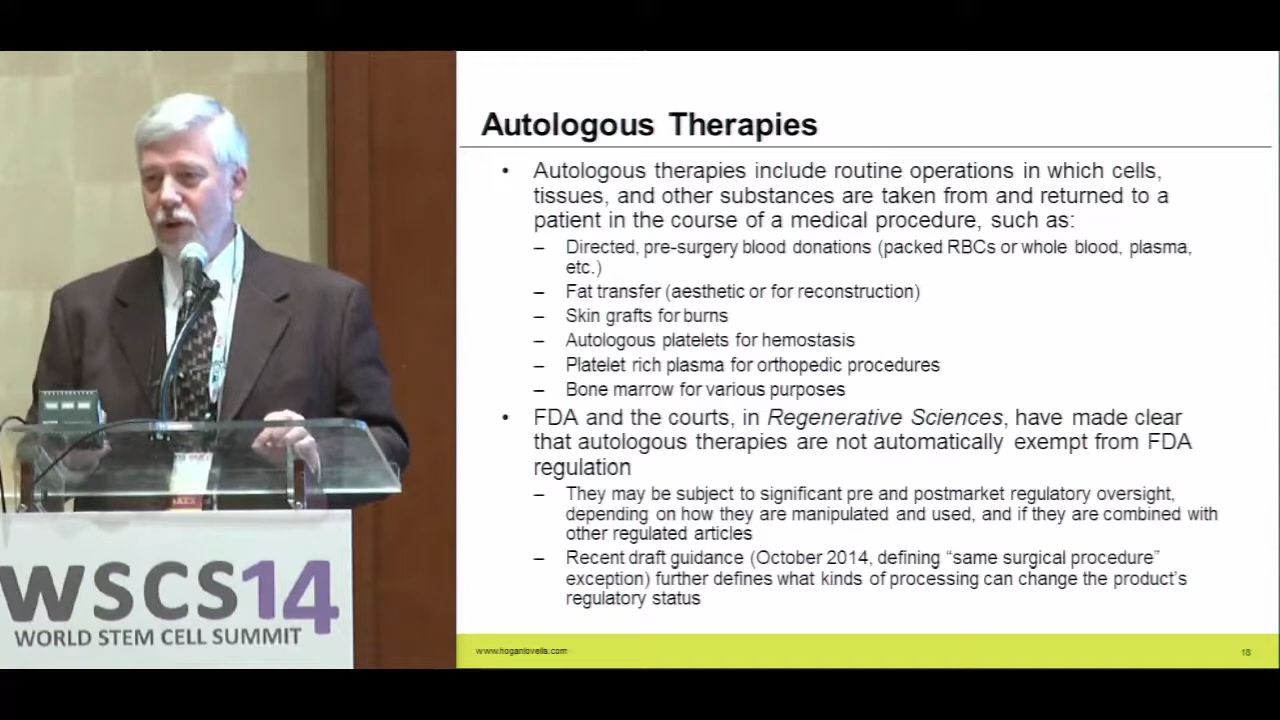 WSCS14
WORLD STEM CELL SUMMIT
Autologous Therapies
• Autologous therapies include routine operations in which cells,
tissues, and other substances are taken from and returned to a
patient in the course of a medical procedure, such as:
– Directed, pre-surgery blood donations (packed RBCs or whole blood, plasma,
etc.)
– Fat transfer (aesthetic or for reconstruction)
– Skin grafts for burns
– Autologous platelets for hemostasis
– Platelet rich plasma for orthopedic procedures
– Bone marrow for various purposes
• FDA and the courts, in Regenerative Sciences, have made clear
that autologous therapies are not automatically exempt from FDA
regulation
– They may be subject to significant pre and postmarket regulatory oversight,
depending on how they are manipulated and used, and if they are combined with
other regulated articles
– Recent draft guidance (October 2014, defining “same surgical procedure”
exception) further defines what kinds of processing can change the product’s
regulatory status
www.hoganlovells.com
18